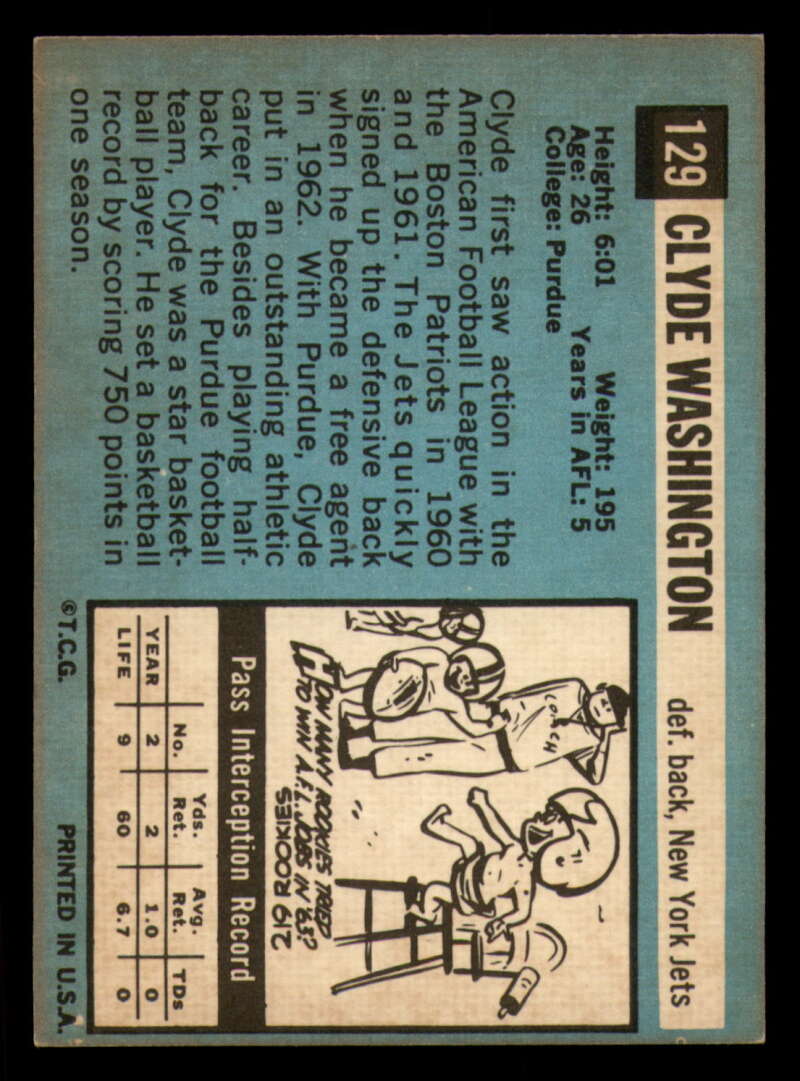 129 CLYDE WASHINGTON def. back, New York Jets
Height: 6:01 Weight: 195
Age: 26 Years in AFL: 5
College: Purdue
Clyde first saw action in the
American Football League with
the Boston Patriots in 1960
and 1961. The Jets quickly
signed up the defensive back
when he became a free agent
in 1962. With Purdue, Clyde
put in an outstanding athletic
career. Besides playing half-
back for the Purdue football
team, Clyde was a star basket-
ball player. He set a basketball
record by scoring 750 points in
one season.
COACH
HOW MANY ROOKIES TRIED
TO WIN A.F.L. JOBS IN '63?
219 ROOKIES
Pass Interception Record
No. Yds. Ret. Avg. Ret. TDs
YEAR 2 2 1.0 0
LIFE 9 60 6.7 0
©T.C.G. PRINTED IN U.S.A.